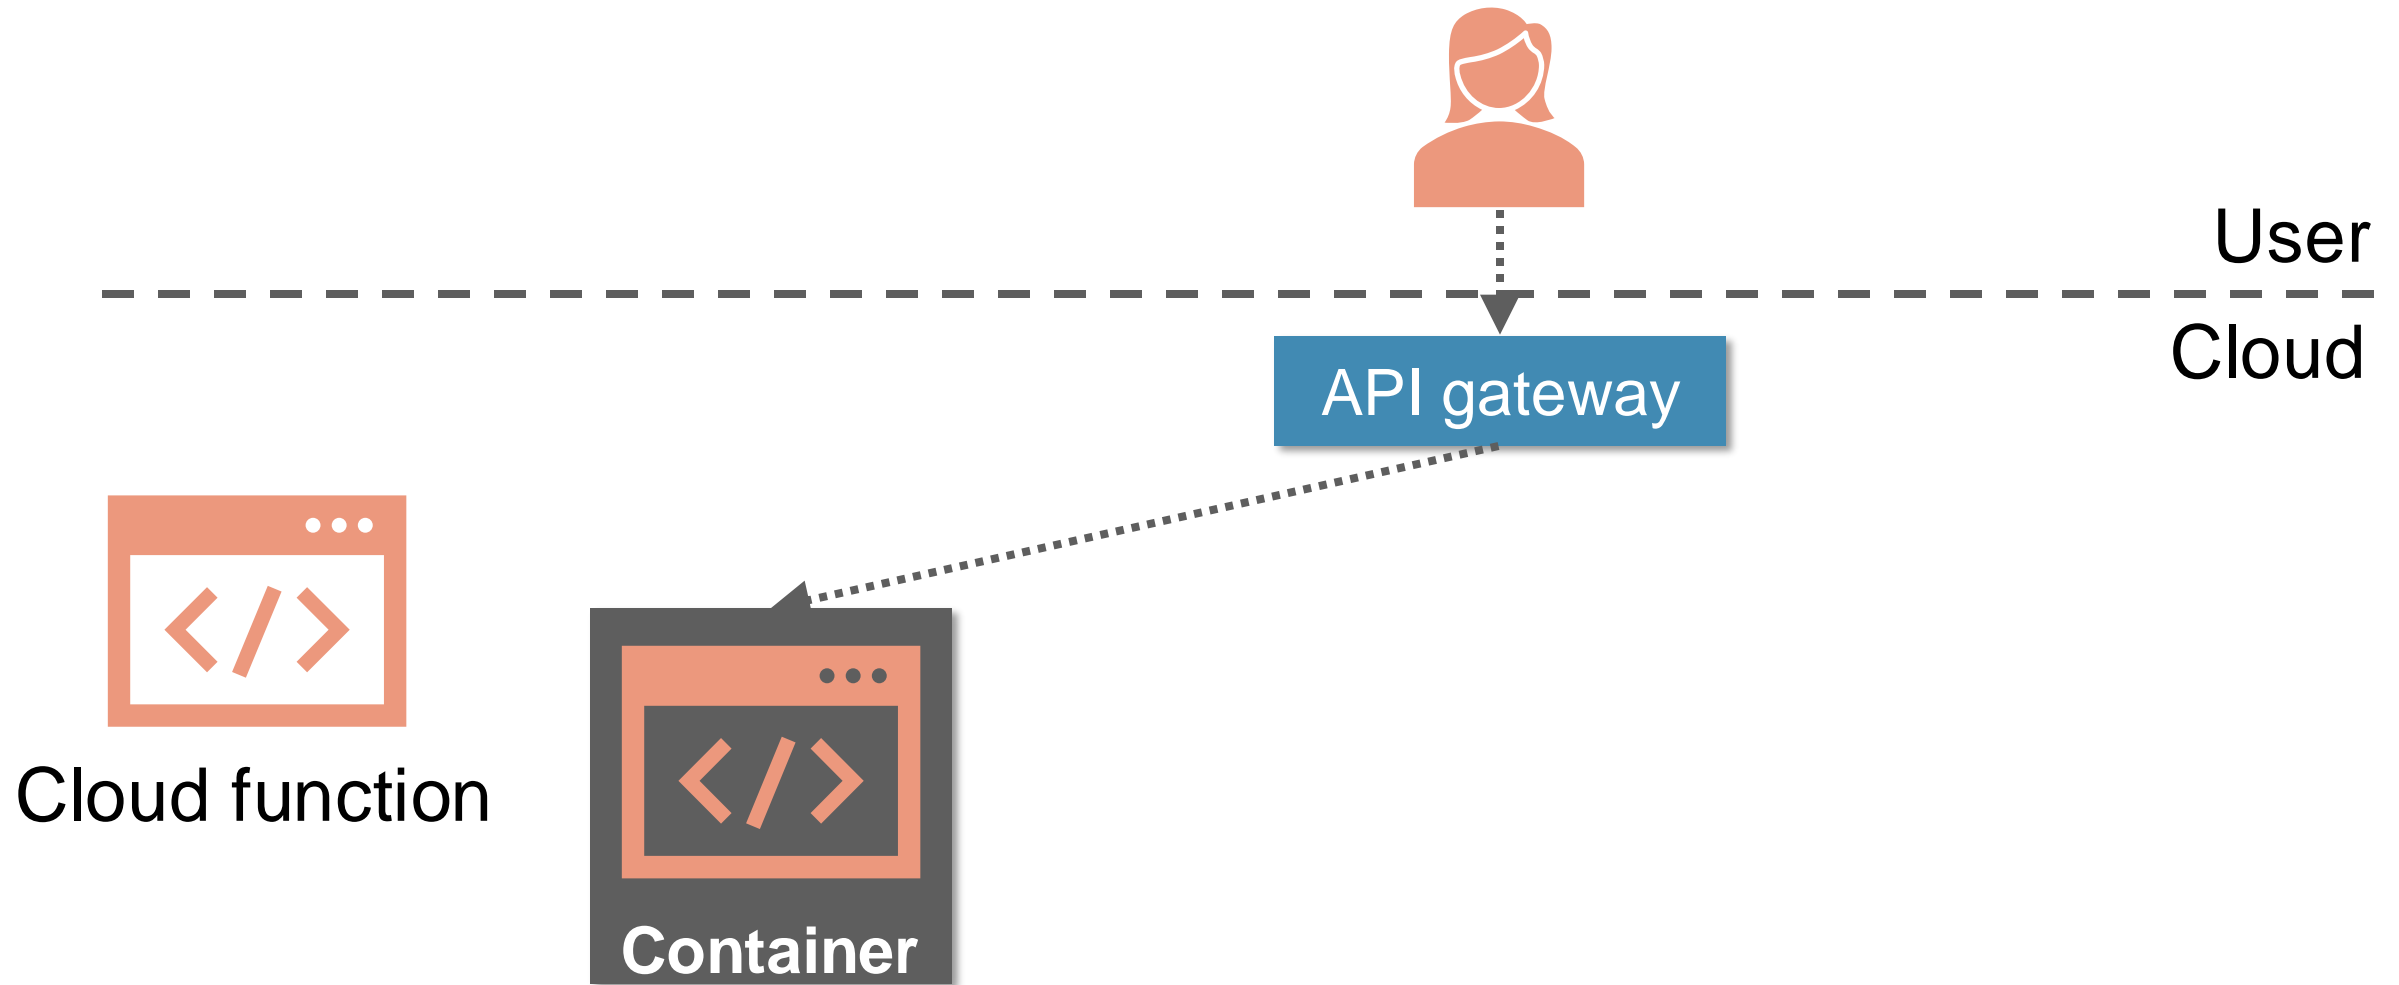 User
Cloud
API gateway
Cloud function
Container